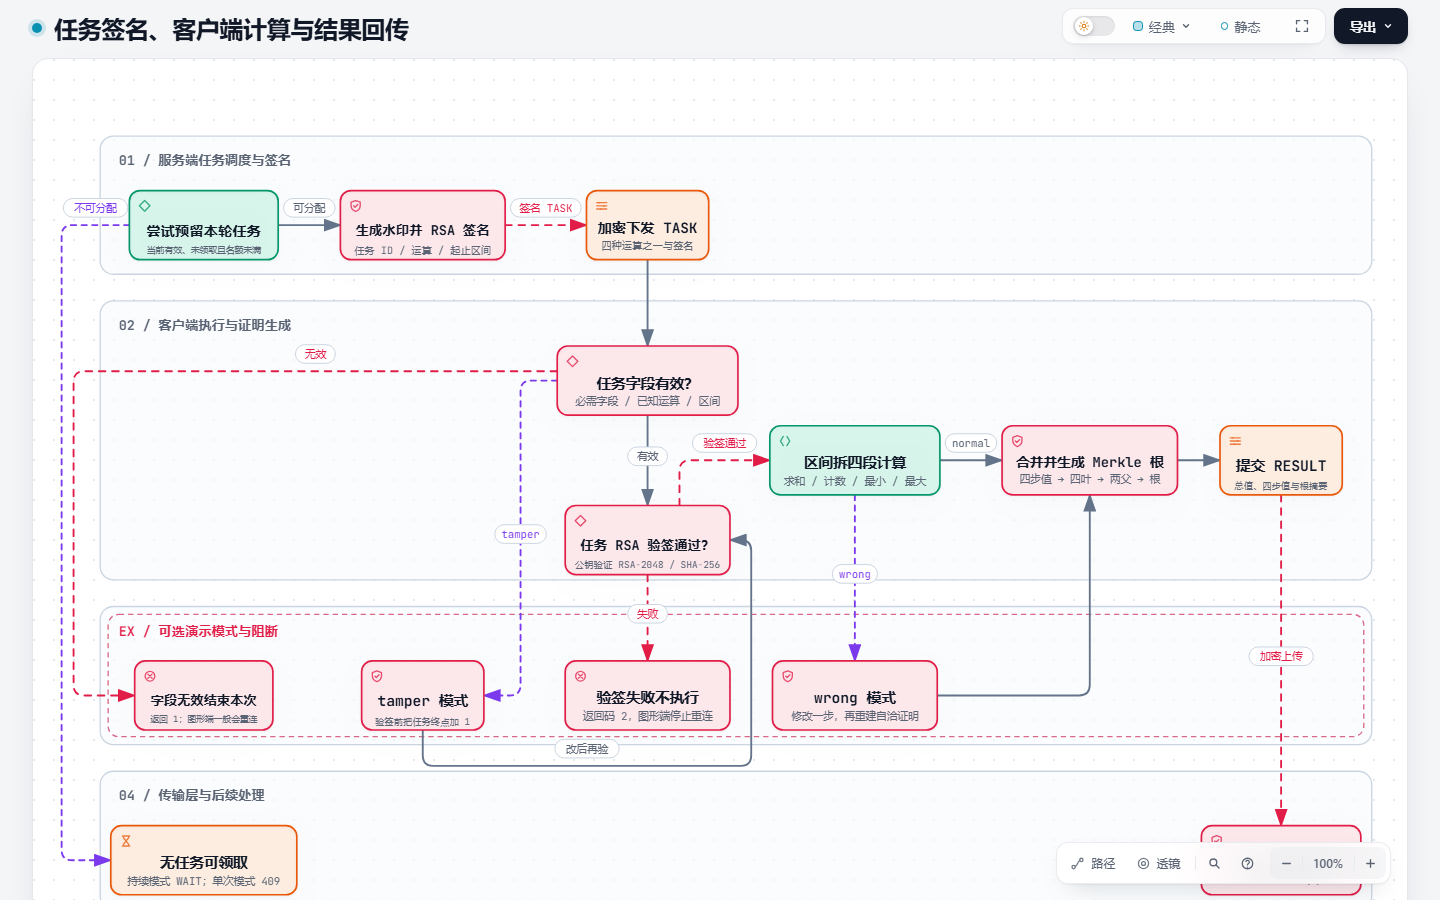 任务签名、客户端计算与结果回传
经典
静态
导出
01 / 服务端任务调度与签名
不可分配
尝试预留本轮任务
当前有效、未领取且名额未满
可分配
生成水印并 RSA 签名
任务 ID / 运算 / 起止区间
签名 TASK
加密下发 TASK
四种运算之一与签名
02 / 客户端执行与证明生成
无效
任务字段有效?
必需字段 / 已知运算 / 区间
有效
验签通过
区间拆四段计算
求和 / 计数 / 最小 / 最大
normal
合并并生成 Merkle 根
四步值 → 四叶 → 两父 → 根
提交 RESULT
总值、四步值与根摘要
tamper
任务 RSA 验签通过?
公钥验证 RSA-2048 / SHA-256
wrong
失败
EX / 可选演示模式与阻断
加密上传
字段无效结束本次
返回 1; 图形端一般会重连
tamper 模式
验签前把任务终点加 1
验签失败不执行
返回码 2, 图形端停止重连
wrong 模式
修改一步, 再重建自洽证明
改后再验
04 / 传输层与后续处理
无任务可领取
持续模式 WAIT; 单次模式 409
路径
透镜
100%